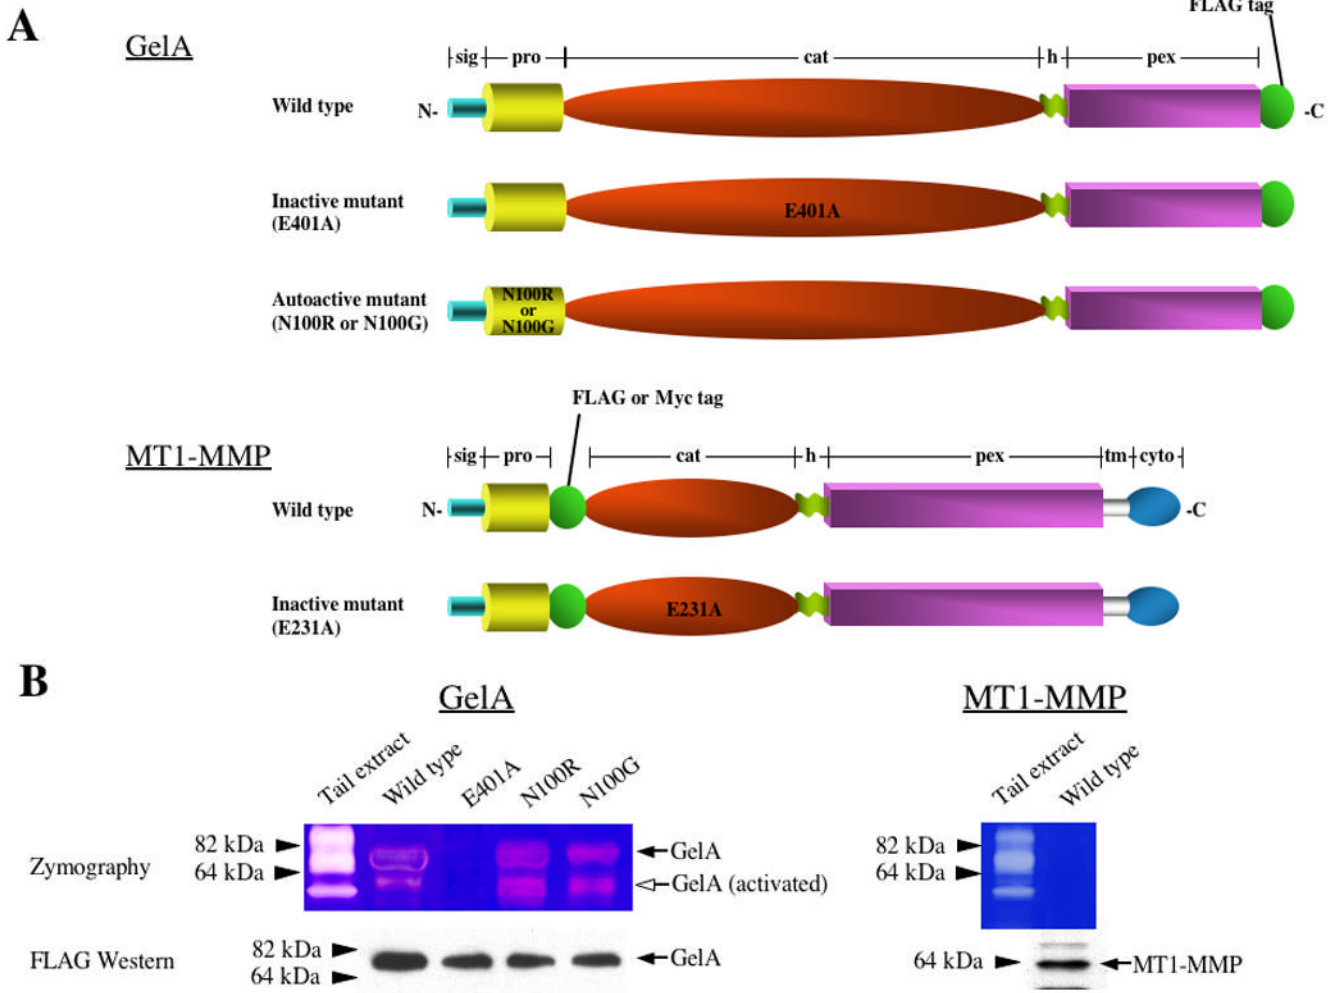 A
GelA
FLAG tag
sig pro cat h pex
Wild type N- -C
Inactive mutant
(E401A)
E401A
Autoactive mutant
(N100R or N100G)
N100R
or
N100G
FLAG or Myc tag
MT1-MMP
sig pro cat h pex tm cyto
Wild type N- -C
Inactive mutant
(E231A)
E231A
B
GelA
Tail extract Wild type E401A N100R N100G
Zymography
82 kDa
64 kDa
GelA
GelA (activated)
FLAG Western
82 kDa
64 kDa
GelA
MT1-MMP
Tail extract Wild type
82 kDa
64 kDa
64 kDa
MT1-MMP